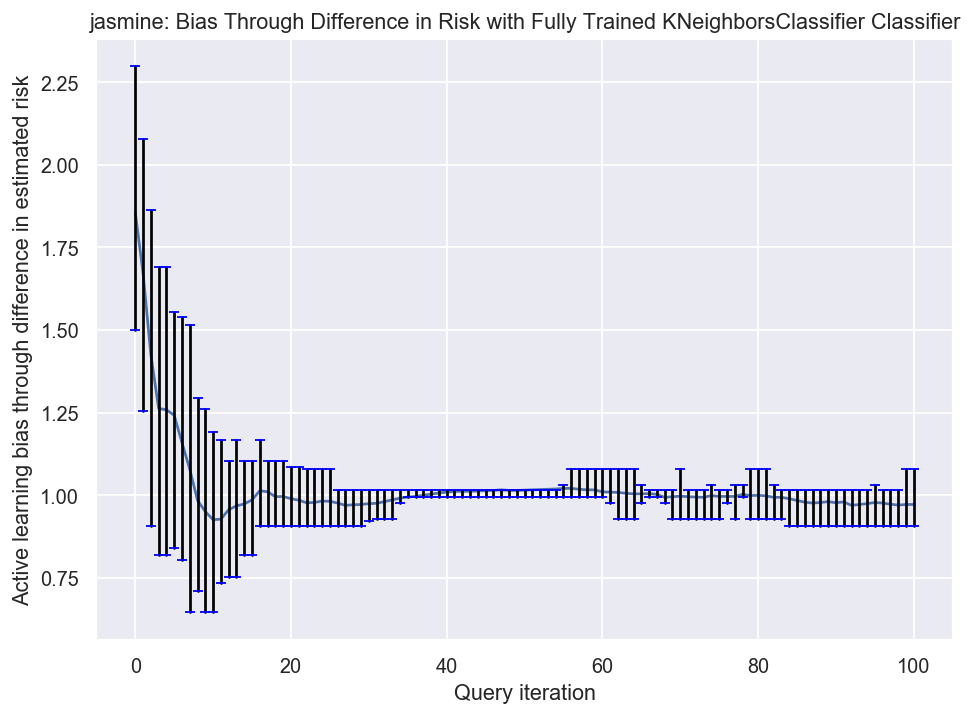 jasmine: Bias Through Difference in Risk with Fully Trained KNeighborsClassifier Classifier
Active learning bias through difference in estimated risk
2.25
2.00
1.75
1.50
1.25
1.00
0.75
0 20 40 60 80 100
Query iteration